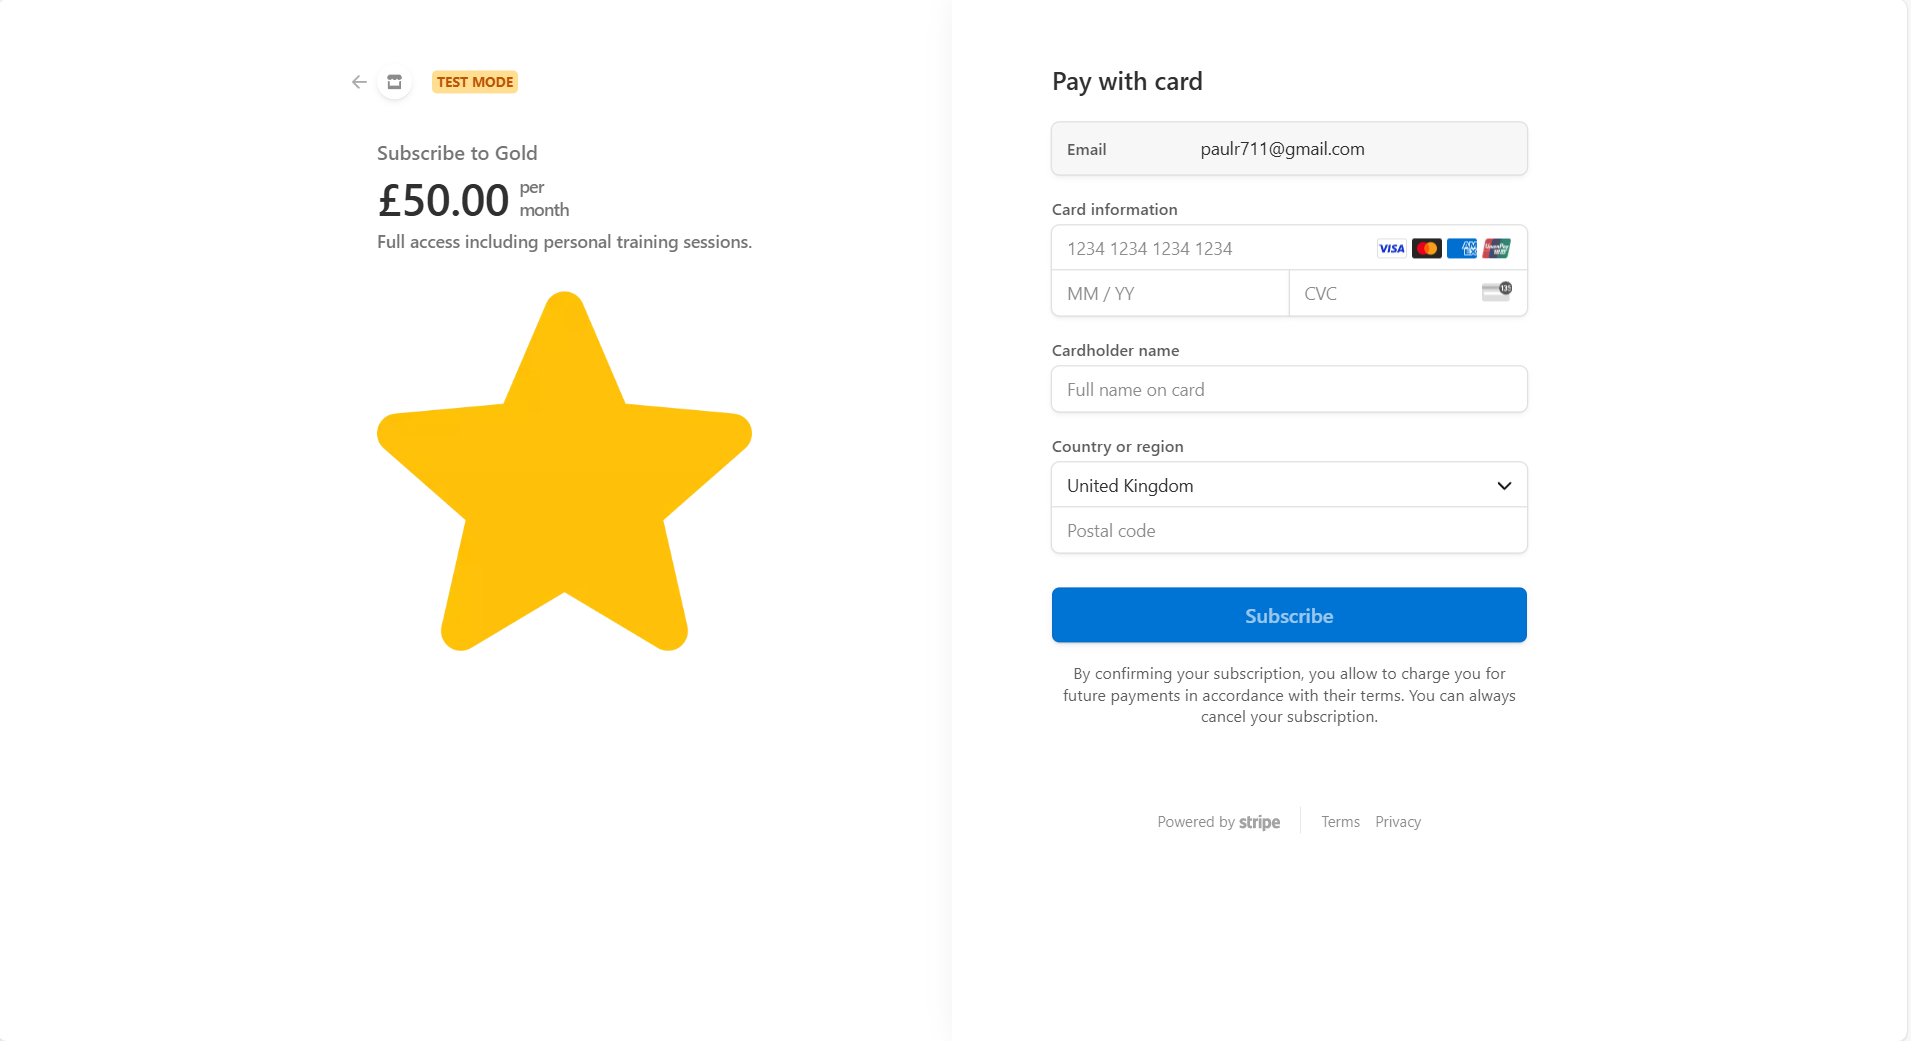 TEST MODE
Subscribe to Gold
£50.00 per month
Full access including personal training sessions.
Pay with card
Email paulr711@gmail.com
Card information
1234 1234 1234 1234 VISA AMEX UnionPay
MM / YY CVC 135
Cardholder name
Full name on card
Country or region
United Kingdom
Postal code
Subscribe
By confirming your subscription, you allow to charge you for
future payments in accordance with their terms. You can always
cancel your subscription.
Powered by stripe Terms Privacy